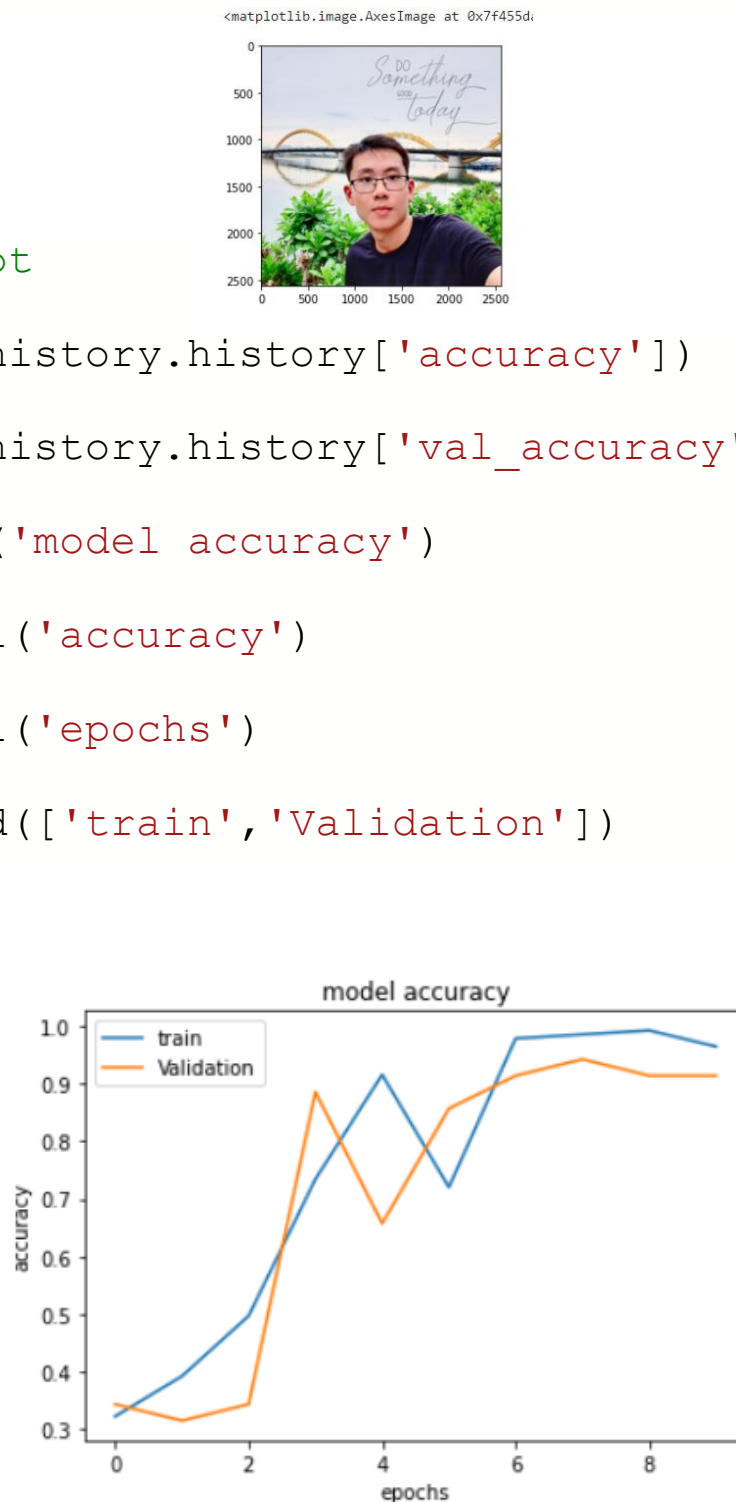 <matplotlib.image.AxesImage at 0x7f455d
0
500
1000
1500
2000
2500
0 500 1000 1500 2000 2500
DO
Something
GOOD
today
ot
history.history['accuracy'])
history.history['val_accuracy'
('model accuracy')
('accuracy')
('epochs')
(['train','Validation'])
model accuracy
train
Validation
1.0
0.9
0.8
0.7
0.6
0.5
0.4
0.3
accuracy
0 2 4 6 8
epochs